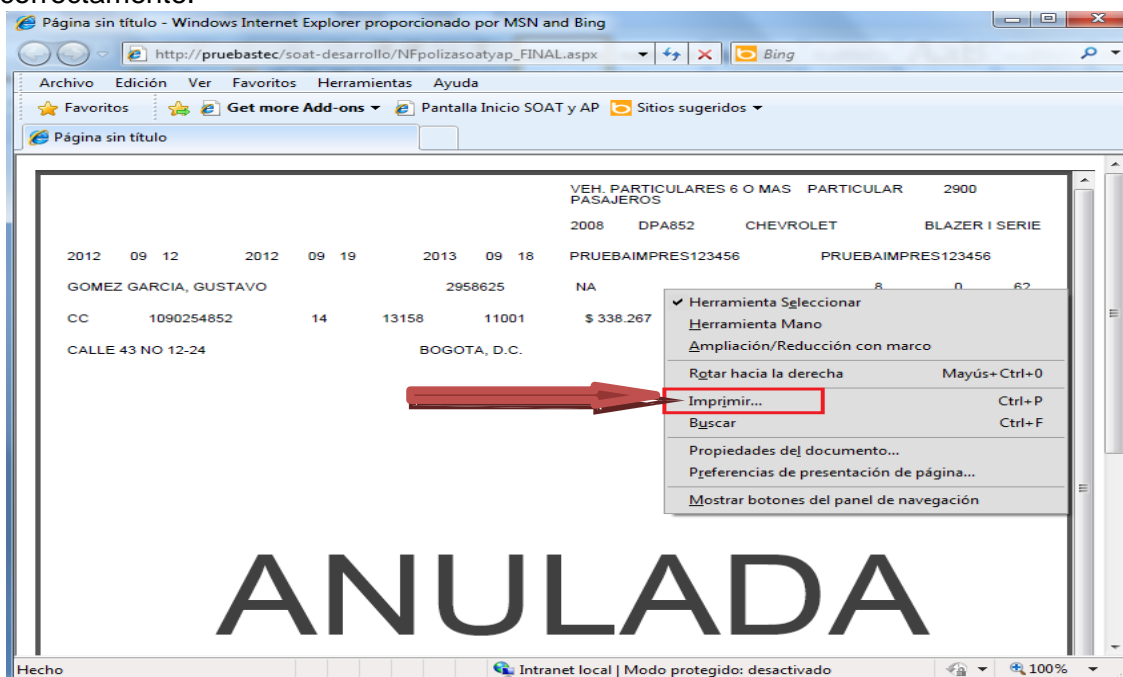 correctamente.
Página sin título - Windows Internet Explorer proporcionado por MSN and Bing
http://pruebastec/soat-desarrollo/NFpolizasoatyap_FINAL.aspx Bing
Archivo Edición Ver Favoritos Herramientas Ayuda
Favoritos Get more Add-ons Pantalla Inicio SOAT y AP Sitios sugeridos
Página sin título
VEH. PARTICULARES 6 O MAS PARTICULAR 2900
PASAJEROS
2008 DPA852 CHEVROLET BLAZER I SERIE
2012 09 12 2012 09 19 2013 09 18 PRUEBAIMPRES123456 PRUEBAIMPRES123456
GOMEZ GARCIA, GUSTAVO 2958625 NA 8 0 62
CC 1090254852 14 13158 11001 $ 338.267
CALLE 43 NO 12-24 BOGOTA, D.C.
Herramienta Seleccionar
Herramienta Mano
Ampliación/Reducción con marco
Rotar hacia la derecha Mayús+Ctrl+0
Imprimir... Ctrl+P
Buscar Ctrl+F
Propiedades del documento...
Preferencias de presentación de página...
Mostrar botones del panel de navegación
ANULADA
Hecho Intranet local | Modo protegido: desactivado 100%